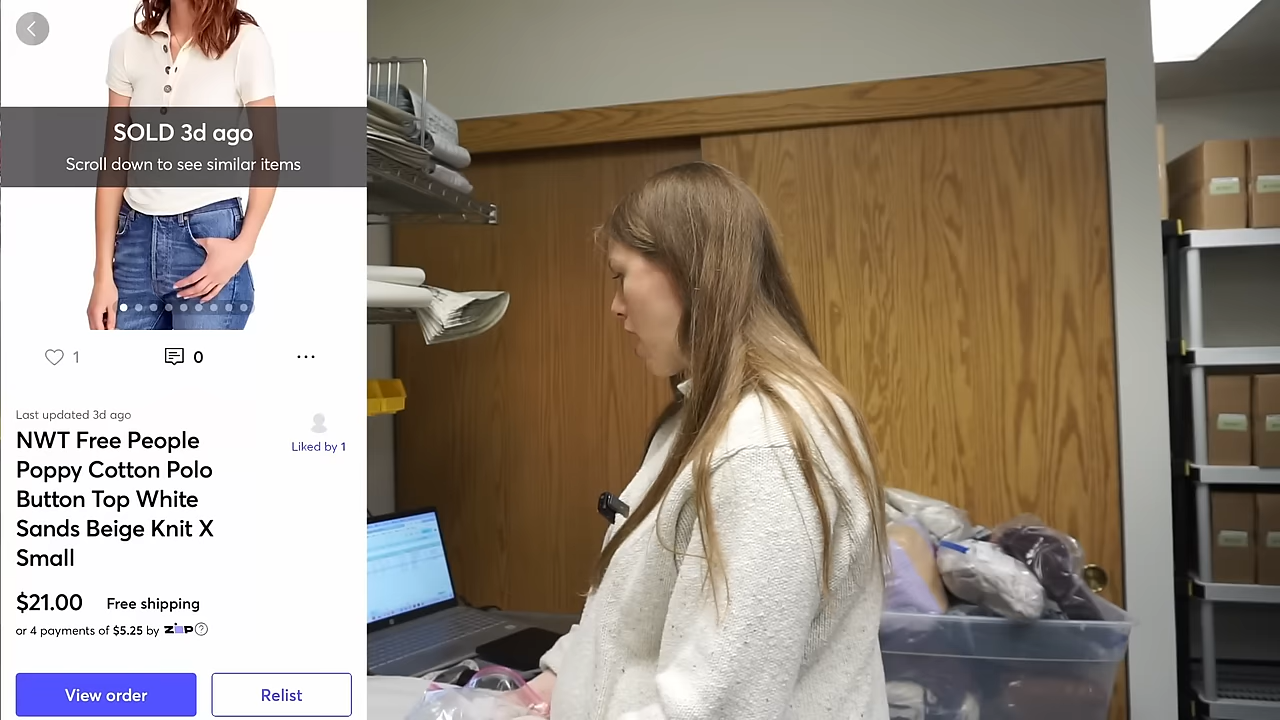 SOLD 3d ago
Scroll down to see similar items
1
0
Last updated 3d ago
NWT Free People
Poppy Cotton Polo
Button Top White
Sands Beige Knit X
Small
Liked by 1
$21.00 Free shipping
or 4 payments of $5.25 by zip
View order
Relist